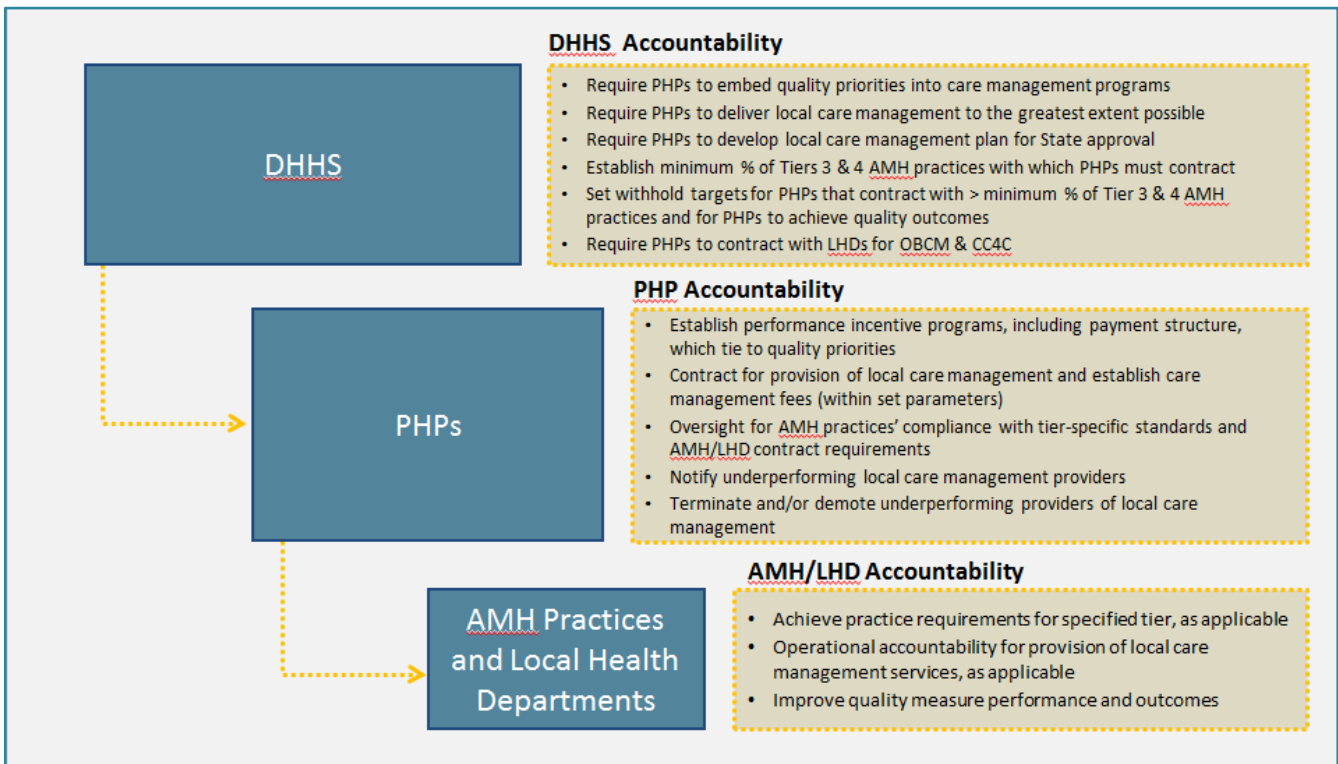 DHHS Accountability
DHHS
• Require PHPs to embed quality priorities into care management programs
• Require PHPs to deliver local care management to the greatest extent possible
• Require PHPs to develop local care management plan for State approval
• Establish minimum % of Tiers 3 & 4 AMH practices with which PHPs must contract
• Set withhold targets for PHPs that contract with > minimum % of Tier 3 & 4 AMH
practices and for PHPs to achieve quality outcomes
• Require PHPs to contract with LHDs for OBCM & CC4C
PHP Accountability
PHPs
• Establish performance incentive programs, including payment structure,
which tie to quality priorities
• Contract for provision of local care management and establish care
management fees (within set parameters)
• Oversight for AMH practices’ compliance with tier-specific standards and
AMH/LHD contract requirements
• Notify underperforming local care management providers
• Terminate and/or demote underperforming providers of local care
management
AMH/LHD Accountability
AMH Practices
and Local Health
Departments
• Achieve practice requirements for specified tier, as applicable
• Operational accountability for provision of local care
management services, as applicable
• Improve quality measure performance and outcomes